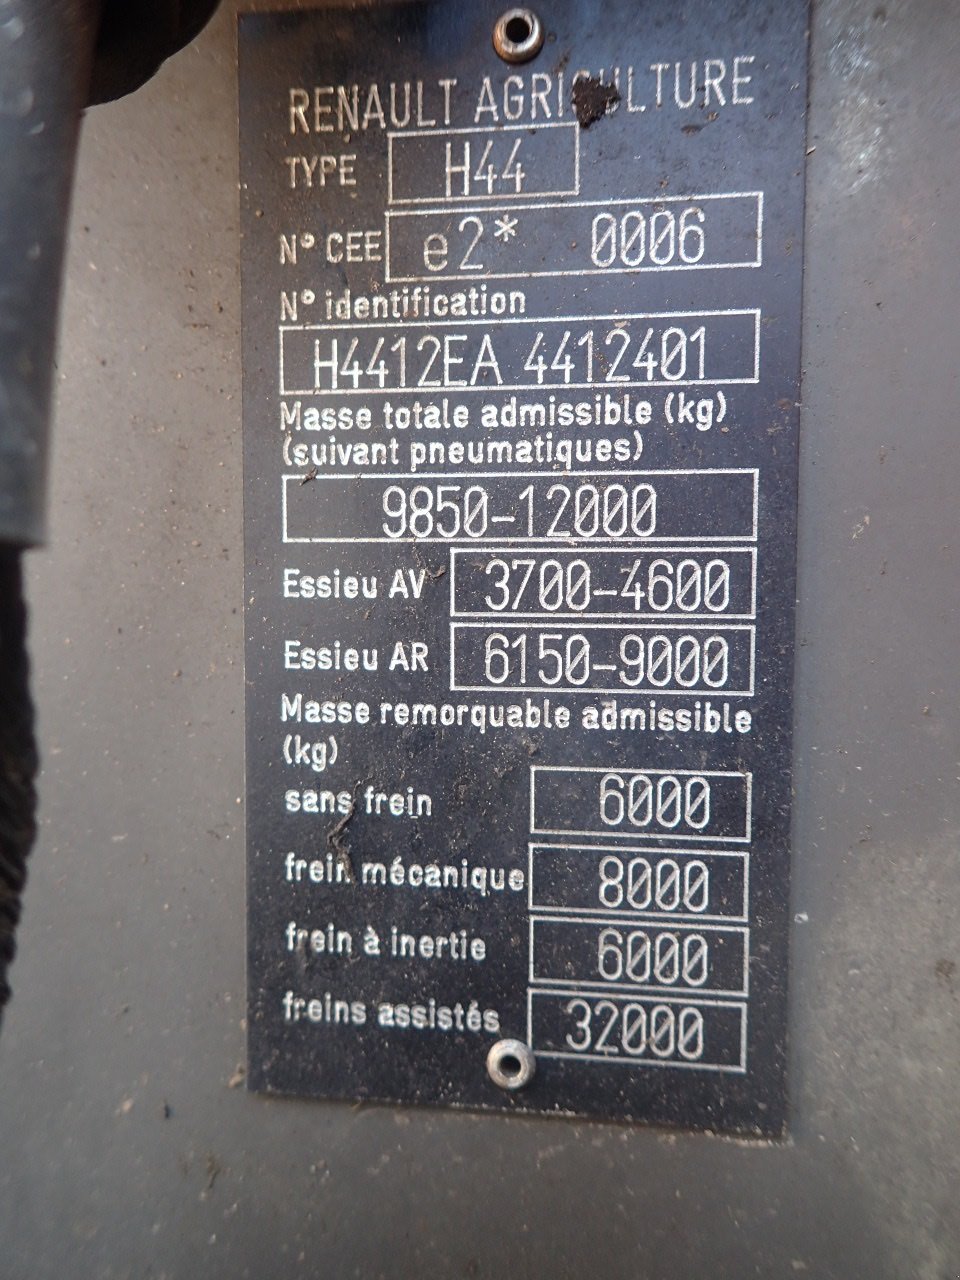 RENAULT AGRICULTURE
TYPE H44
N° CEE e2* 0006
N° identification
H4412EA 4412401
Masse totale admissible (kg)
(suivant pneumatiques)
9850-12000
Essieu AV 3700-4600
Essieu AR 6150-9000
Masse remorquable admissible
(kg)
sans frein 6000
frein mécanique 8000
frein à inertie 6000
freins assistés 32000